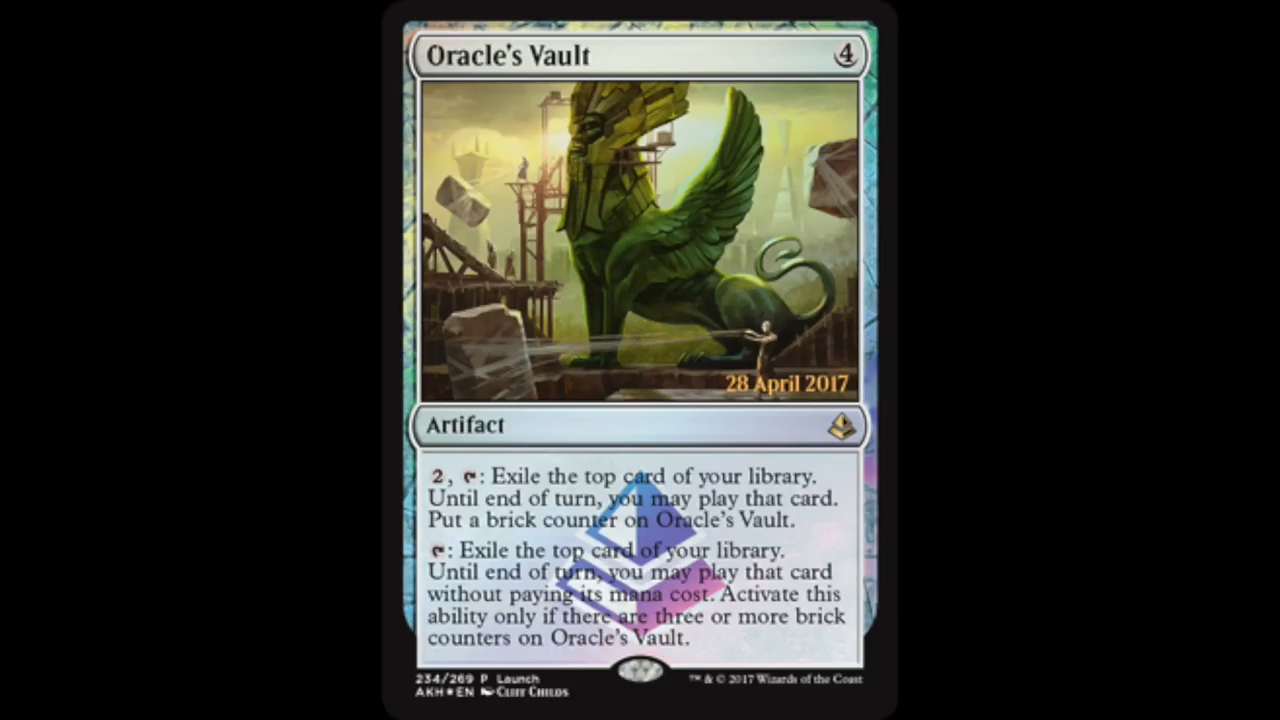 Oracle's Vault 4
28 April 2017
Artifact
2, : Exile the top card of your library.
Until end of turn, you may play that card.
Put a brick counter on Oracle's Vault.
: Exile the top card of your library.
Until end of turn, you may play that card
without paying its mana cost. Activate this
ability only if there are three or more brick
counters on Oracle's Vault.
234/269 P Launch
AKH★EN Cliff Childs
™ & © 2017 Wizards of the Coast